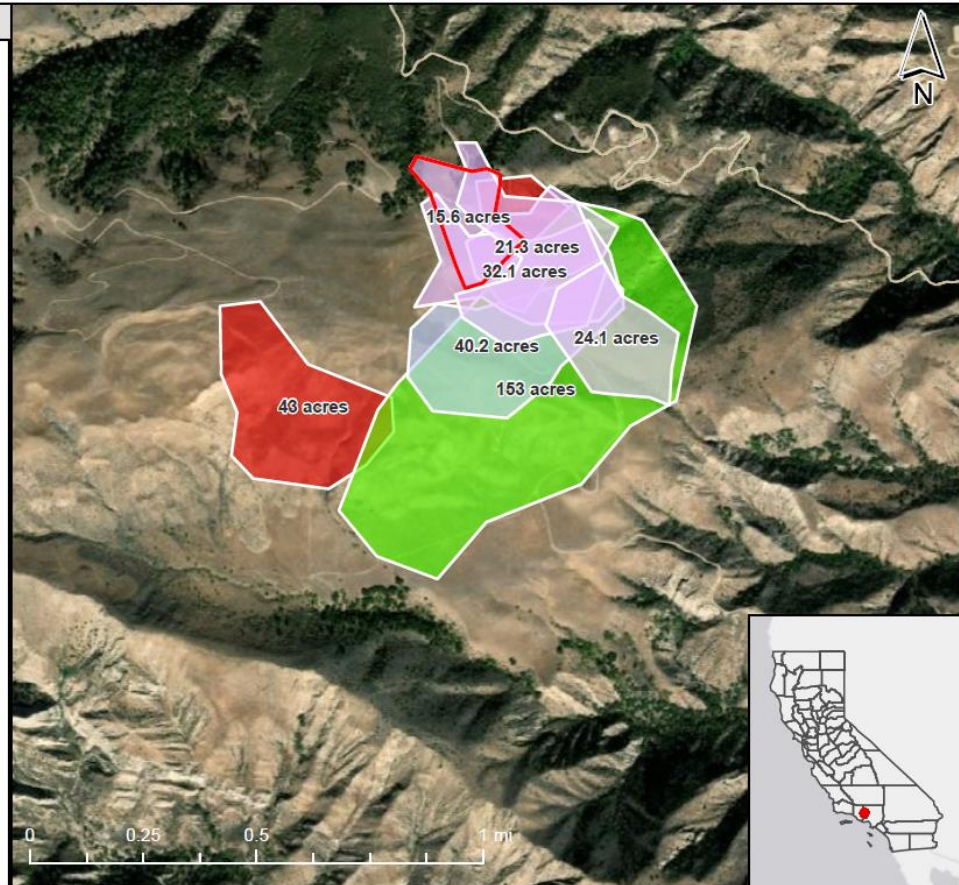 N
15.6 acres
21.3 acres
32.1 acres
40.2 acres
24.1 acres
153 acres
43 acres
0 0.25 0.5 1 mi